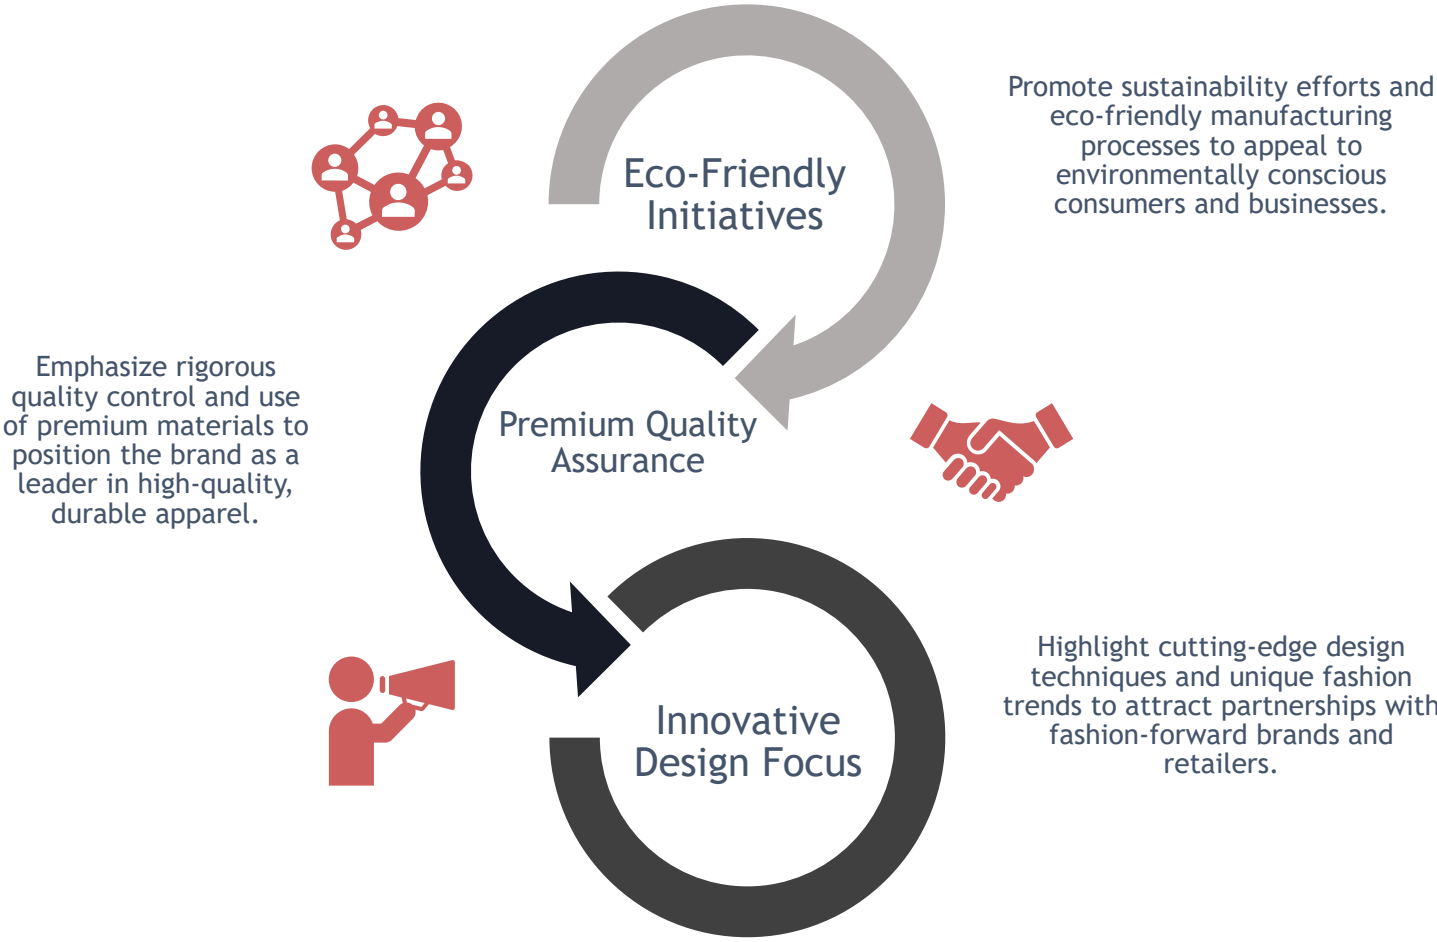 Eco-Friendly
Initiatives
Promote sustainability efforts and
eco-friendly manufacturing
processes to appeal to
environmentally conscious
consumers and businesses.
Premium Quality
Assurance
Emphasize rigorous
quality control and use
of premium materials to
position the brand as a
leader in high-quality,
durable apparel.
Innovative
Design Focus
Highlight cutting-edge design
techniques and unique fashion
trends to attract partnerships with
fashion-forward brands and
retailers.